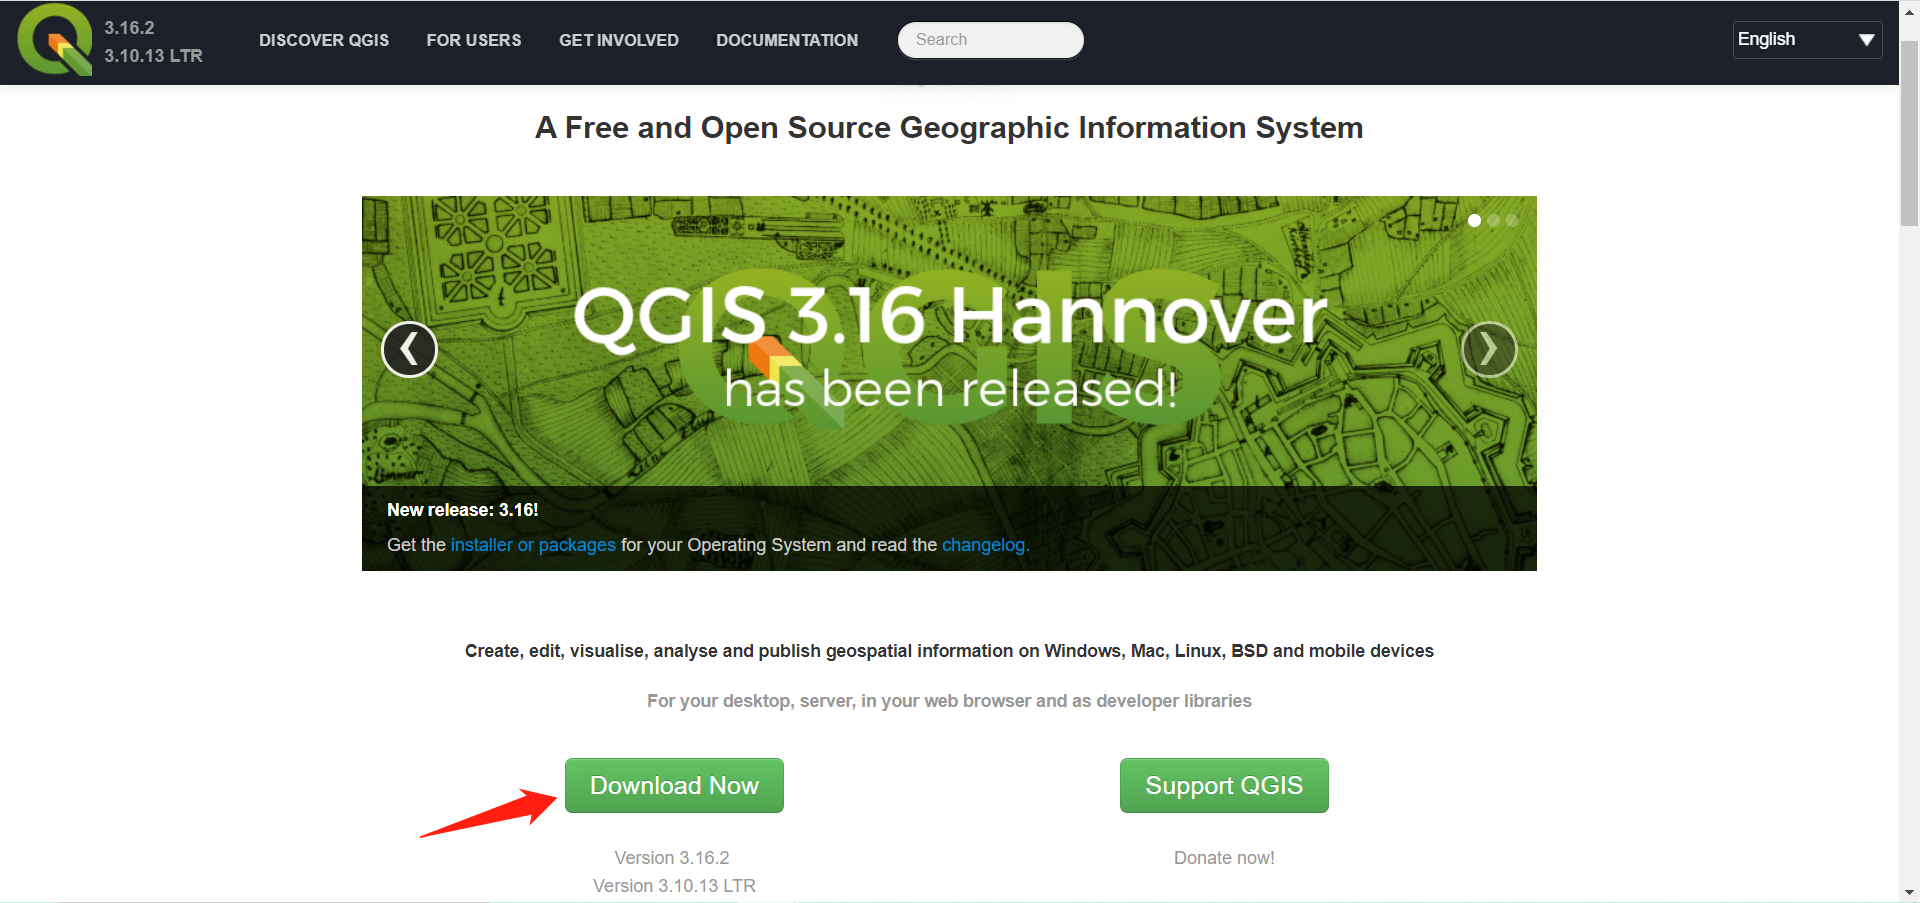 3.16.2
3.10.13 LTR
DISCOVER QGIS
FOR USERS
GET INVOLVED
DOCUMENTATION
Search
English
A Free and Open Source Geographic Information System
QGIS
QGIS 3.16 Hannover
has been released!
New release: 3.16!
Get the installer or packages for your Operating System and read the changelog.
Create, edit, visualise, analyse and publish geospatial information on Windows, Mac, Linux, BSD and mobile devices
For your desktop, server, in your web browser and as developer libraries
Download Now
Support QGIS
Version 3.16.2
Donate now!
Version 3.10.13 LTR